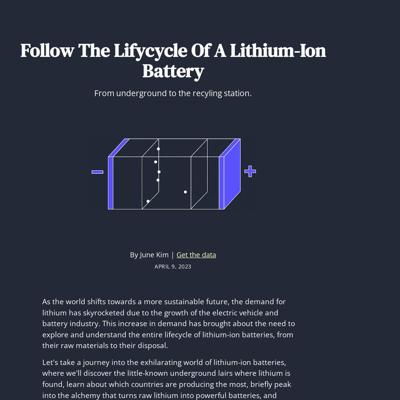 Follow The Lifycycle Of A Lithium-Ion
Battery
From underground to the recyling station.
By June Kim | Get the data
APRIL 9, 2023
As the world shifts towards a more sustainable future, the demand for
lithium has skyrocketed due to the growth of the electric vehicle and
battery industry. This increase in demand has brought about the need to
explore and understand the entire lifecycle of lithium-ion batteries, from
their raw materials to their disposal.
Let's take a journey into the exhilarating world of lithium-ion batteries,
where we'll discover the little-known underground lairs where lithium is
found, learn about which countries are producing the most, briefly peak
into the alchemy that turns raw lithium into powerful batteries, and